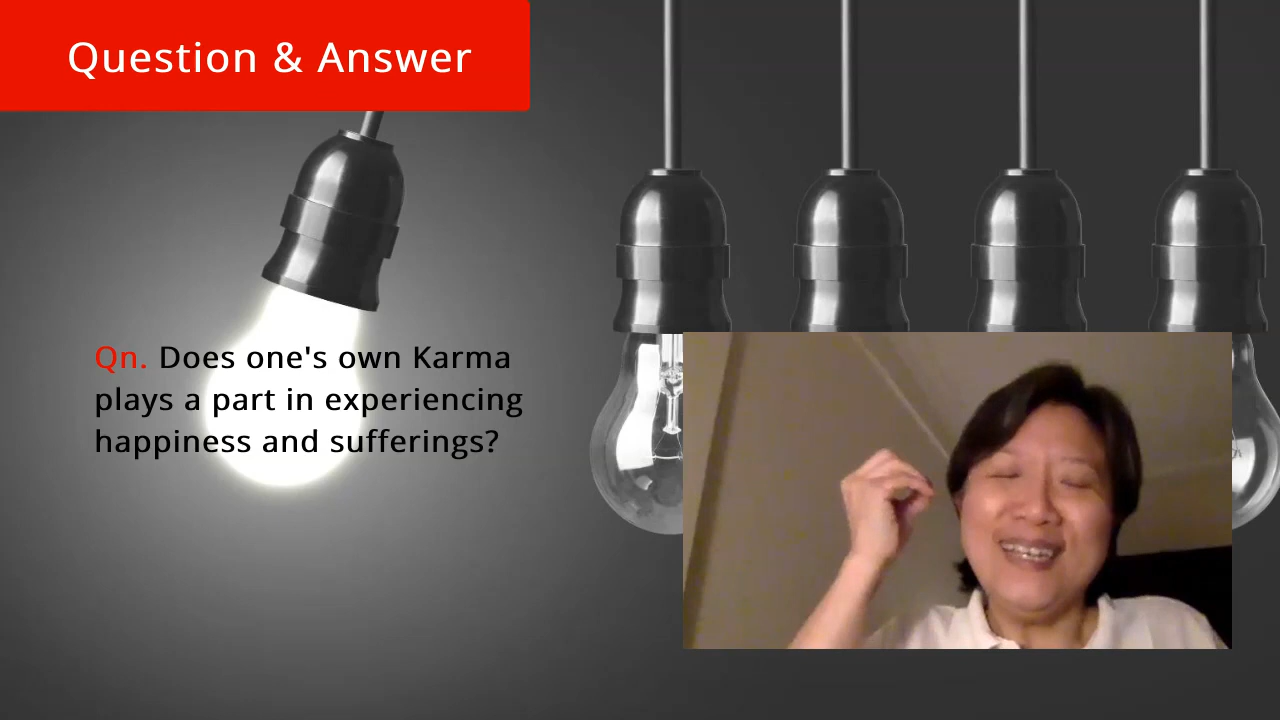 Question & Answer
Qn. Does one's own Karma
plays a part in experiencing
happiness and sufferings?